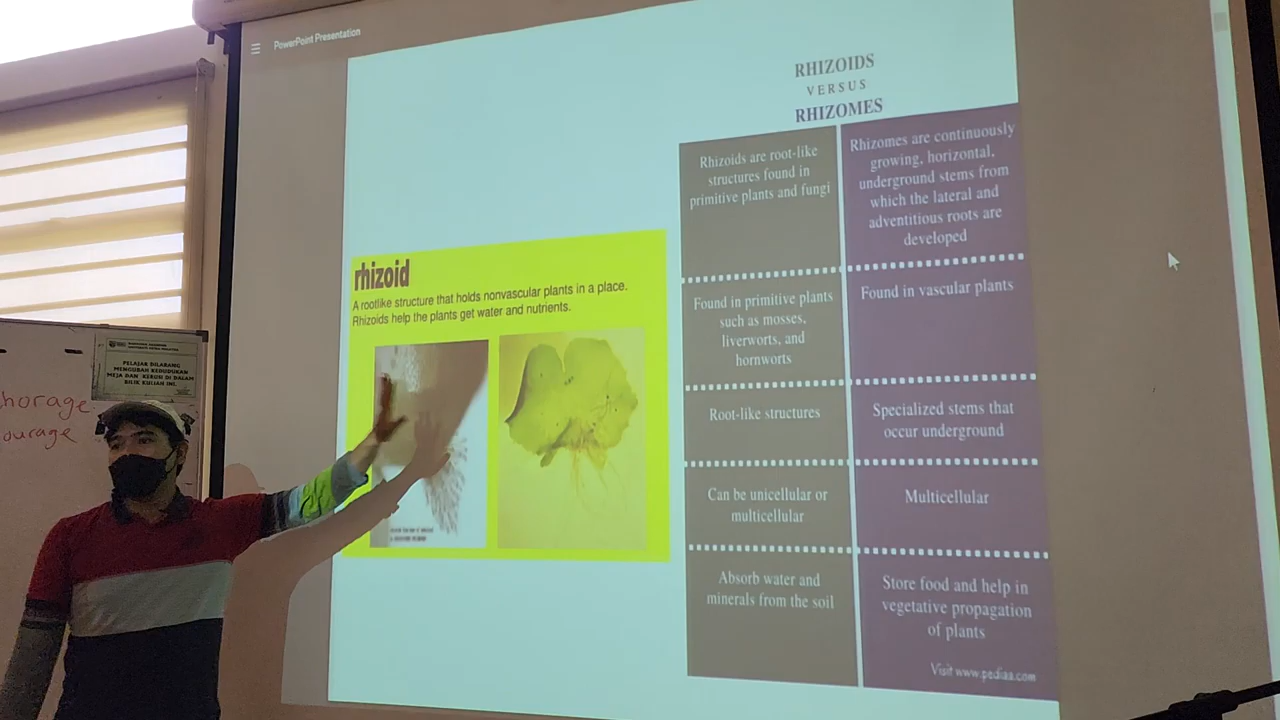 PowerPoint Presentation
RHIZOIDS
VERSUS
RHIZOMES
rhizoid
A rootlike structure that holds nonvascular plants in a place.
Rhizoids help the plants get water and nutrients.
Rhizoids are root-like
structures found in
primitive plants and fungi
Found in primitive plants
such as mosses,
liverworts, and
hornworts
Root-like structures
Can be unicellular or
multicellular
Absorb water and
minerals from the soil
Rhizomes are continuously
growing, horizontal,
underground stems from
which the lateral and
adventitious roots are
developed
Found in vascular plants
Specialized stems that
occur underground
Multicellular
Store food and help in
vegetative propagation
of plants
Visit www.pediaa.com
PELAJAR DILARANG
MENGUBAH KEDUDUKAN
MEJA DAN KERUSI DI DALAM
BILIK KULIAH INI.
horage
ourage